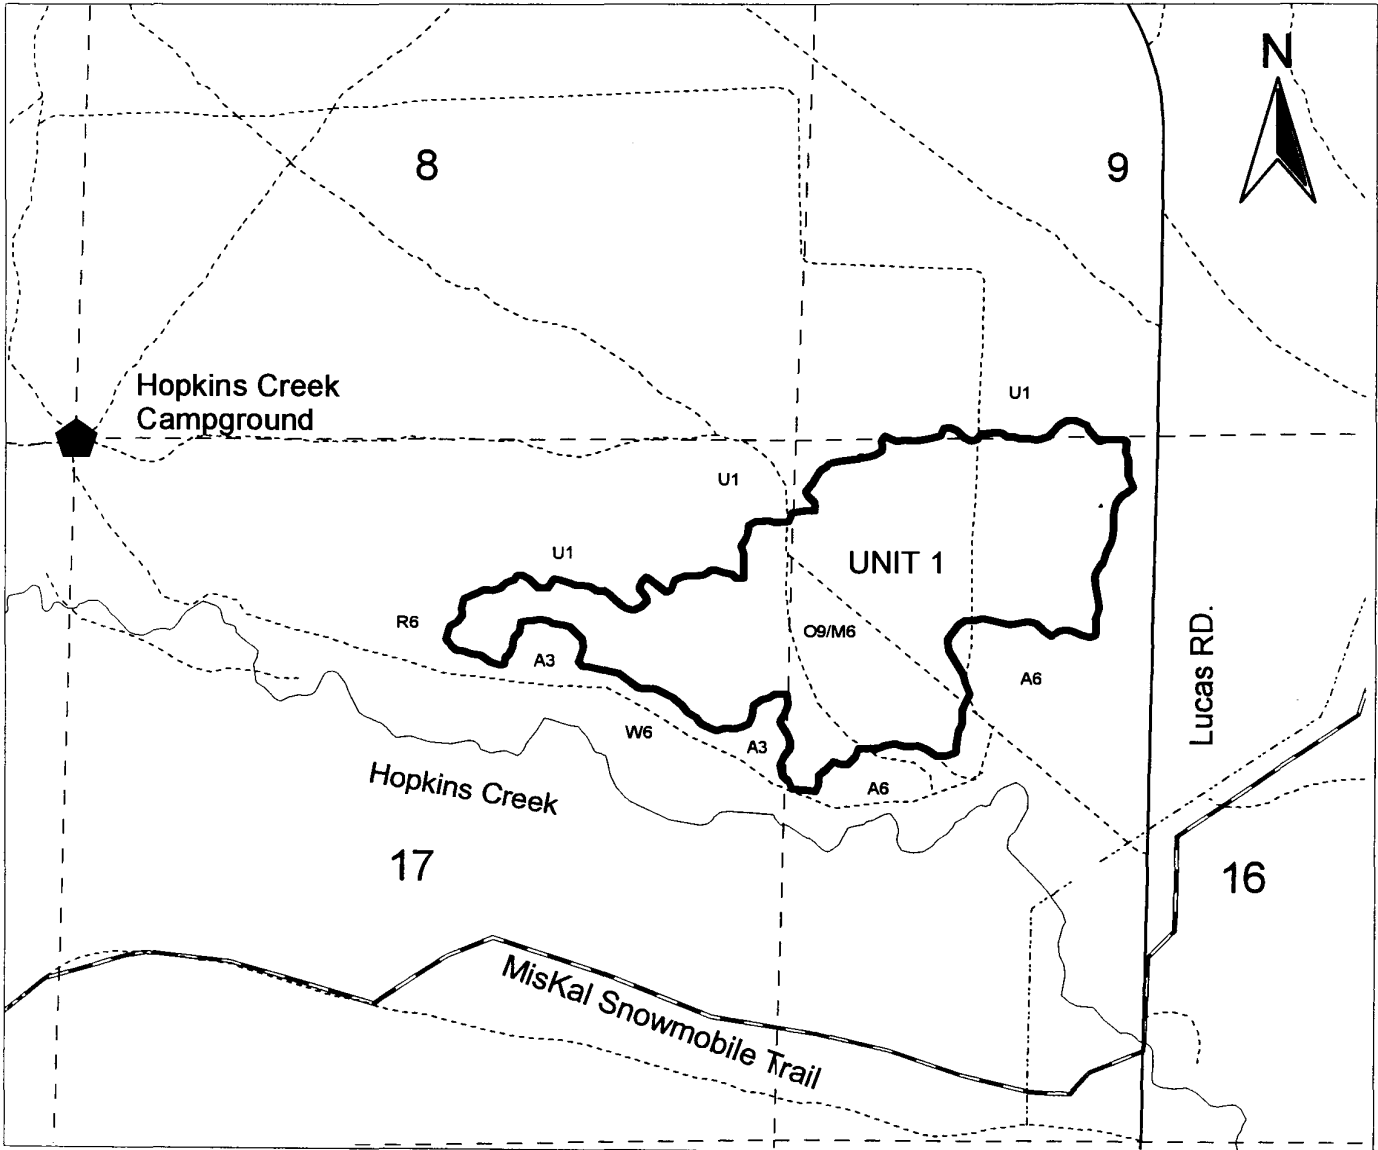 N
8
9
Hopkins Creek
Campground
U1
U1
U1
UNIT 1
R6
O9/M6
A3
A6
Lucas RD.
W6
A3
A6
Hopkins Creek
17
16
MisKal Snowmobile Trail